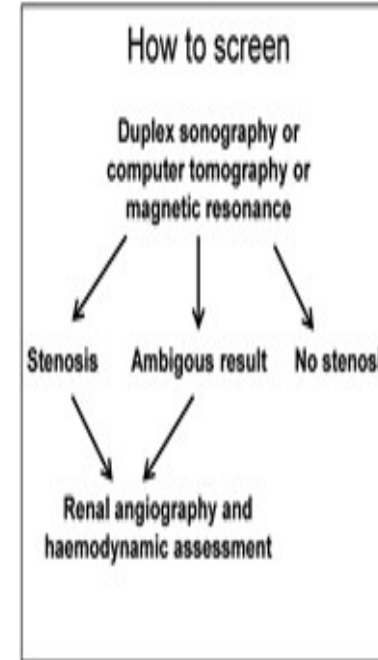 How to screen
Duplex sonography or
computer tomography or
magnetic resonance
Stenosis Ambigous result No stenosi
Renal angiography and
haemodynamic assessment